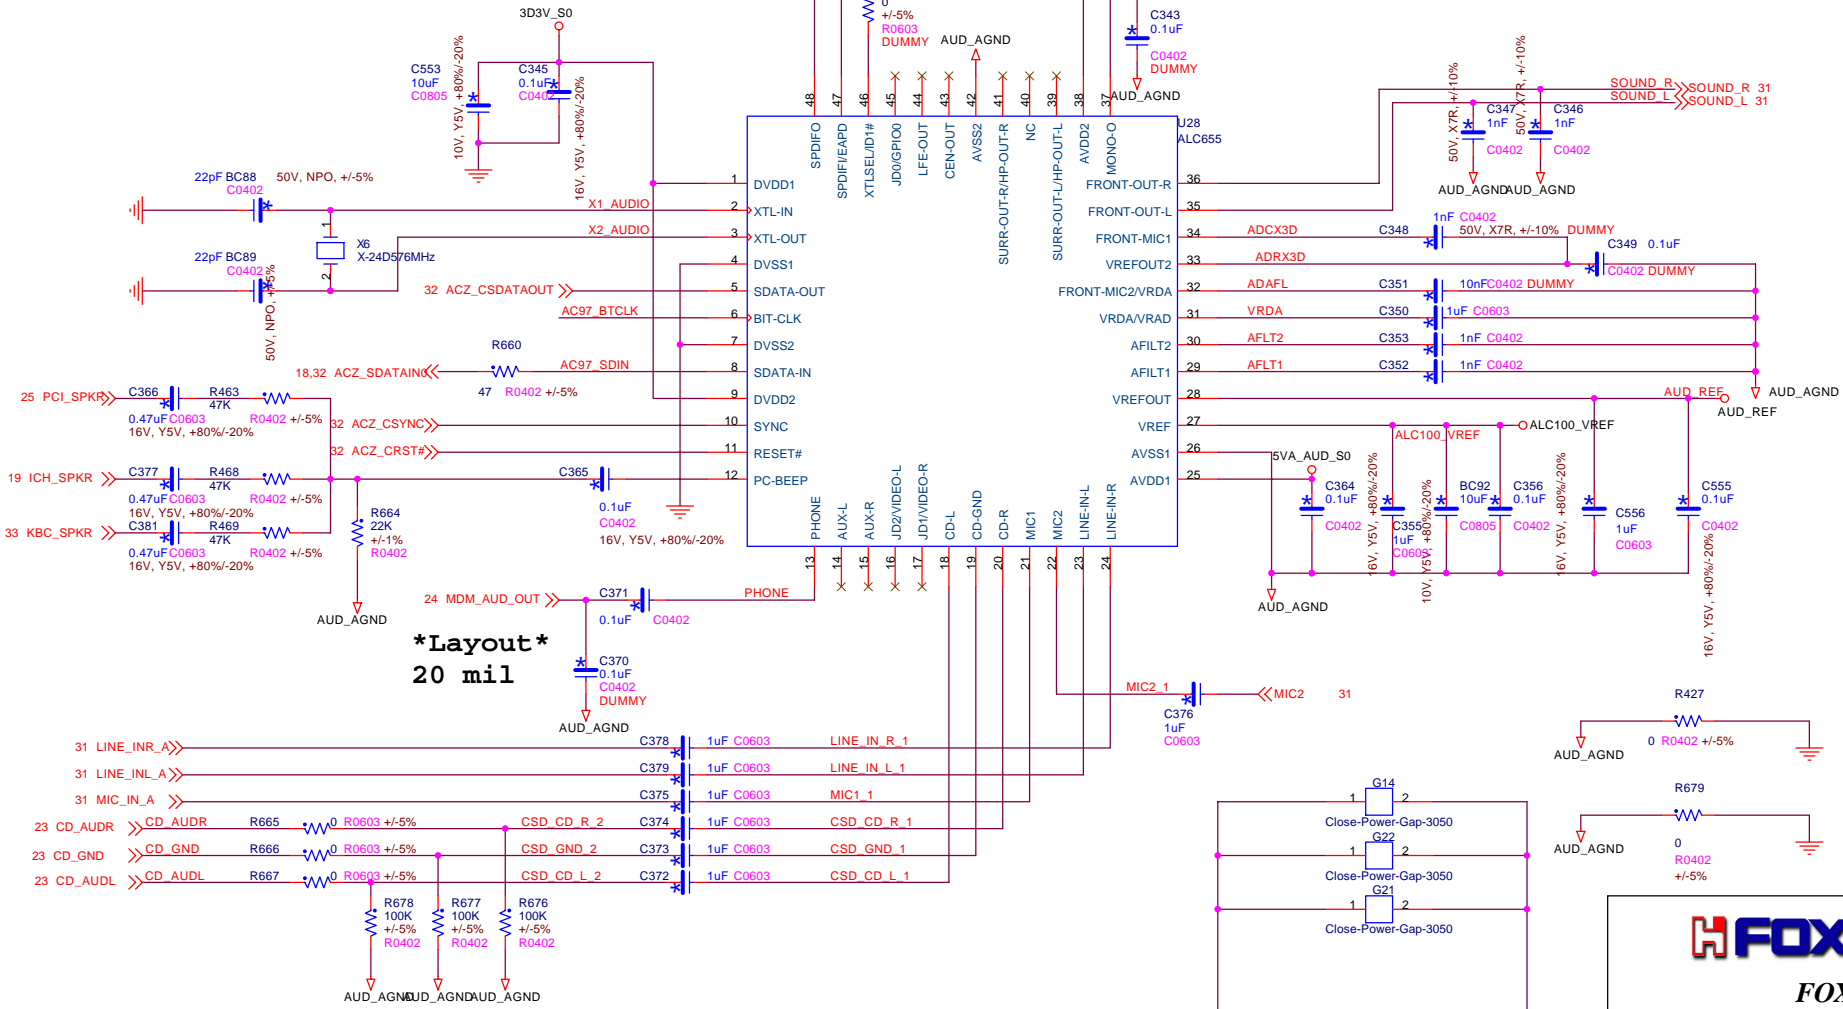 3D3V_S0
C553
10uF
C0805
10V, Y5V, +80%/-20%
C345
0.1uF
C0402
16V, Y5V, +80%/-20%
0
+/-5%
R0603
DUMMY
AUD_AGND
C343
0.1uF
C0402
DUMMY
AUD_AGND
48
47
46
45
44
43
42
41
40
39
38
37
SPDIFO
SPDIFI/EAPD
XTLSEL/ID1#
JD0/GPIO0
LFE-OUT
CEN-OUT
AVSS2
SURR-OUT-R/HP-OUT-R
NC
SURR-OUT-L/HP-OUT-L
AVDD2
MONO-O
U28
ALC655
SOUND_R
SOUND_R 31
SOUND_L
SOUND_L 31
50V, X7R, +/-10%
C347
1nF
C0402
50V, X7R, +/-10%
C346
1nF
C0402
AUD_AGND
AUD_AGND
22pF BC88
C0402
50V, NPO, +/-5%
X1_AUDIO
X2_AUDIO
1
2
X6
X-24D576MHz
22pF BC89
C0402
50V, NPO, +/-5%
32 ACZ_CSDATAOUT
AC97_BTCLK
R660
47
R0402 +/-5%
AC97_SDIN
18,32 ACZ_SDATAIN0
32 ACZ_CSYNC
32 ACZ_CRST#
1 DVDD1
2 XTL-IN
3 XTL-OUT
4 DVSS1
5 SDATA-OUT
6 BIT-CLK
7 DVSS2
8 SDATA-IN
9 DVDD2
10 SYNC
11 RESET#
12 PC-BEEP
FRONT-OUT-R 36
FRONT-OUT-L 35
FRONT-MIC1 34
VREFOUT2 33
FRONT-MIC2/VRDA 32
VRDA/VRAD 31
AFILT2 30
AFILT1 29
VREFOUT 28
VREF 27
AVSS1 26
AVDD1 25
ADCX3D
C348
1nF C0402
50V, X7R, +/-10% DUMMY
ADRX3D
C349 0.1uF
C0402 DUMMY
ADAFL
C351
10nF C0402 DUMMY
VRDA
C350
1uF C0603
AFLT2
C353
1nF C0402
AFLT1
C352
1nF C0402
AUD_AGND
AUD_REF
AUD_REF
ALC100_VREF
ALC100_VREF
5VA_AUD_S0
C364
0.1uF
C0402
16V, Y5V, +80%/-20%
C355
1uF
C0603
10V, Y5V, +80%/-20%
BC92
10uF
C0805
C356
0.1uF
C0402
16V, Y5V, +80%/-20%
C556
1uF
C0603
C555
0.1uF
C0402
16V, Y5V, +80%/-20%
AUD_AGND
25 PCI_SPKR
C366
0.47uF C0603
16V, Y5V, +80%/-20%
R463
47K
R0402 +/-5%
19 ICH_SPKR
C377
0.47uF C0603
16V, Y5V, +80%/-20%
R468
47K
R0402 +/-5%
33 KBC_SPKR
C381
0.47uF C0603
16V, Y5V, +80%/-20%
R469
47K
R0402 +/-5%
R664
22K
+/-1%
R0402
AUD_AGND
C365
0.1uF
C0402
16V, Y5V, +80%/-20%
PHONE
AUX-L
AUX-R
JD2/VIDEO-L
JD1/VIDEO-R
CD-L
CD-GND
CD-R
MIC1
MIC2
LINE-IN-L
LINE-IN-R
13
14
15
16
17
18
19
20
21
22
23
24
24 MDM_AUD_OUT
C371
0.1uF
C0402
PHONE
*Layout*
20 mil
C370
0.1uF
C0402
DUMMY
AUD_AGND
MIC2_1
C376
1uF
C0603
MIC2 31
31 LINE_INR_A
C378
1uF C0603
LINE_IN_R_1
31 LINE_INL_A
C379
1uF C0603
LINE_IN_L_1
31 MIC_IN_A
C375
1uF C0603
MIC1_1
23 CD_AUDR
CD_AUDR
R665
0 R0603 +/-5%
CSD_CD_R_2
C374
1uF C0603
CSD_CD_R_1
23 CD_GND
CD_GND
R666
0 R0603 +/-5%
CSD_GND_2
C373
1uF C0603
CSD_GND_1
23 CD_AUDL
CD_AUDL
R667
0 R0603 +/-5%
CSD_CD_L_2
C372
1uF C0603
CSD_CD_L_1
R678
100K
+/-5%
R0402
R677
100K
+/-5%
R0402
R676
100K
+/-5%
R0402
AUD_AGND
AUD_AGND
AUD_AGND
R427
0 R0402 +/-5%
AUD_AGND
R679
0
R0402
+/-5%
AUD_AGND
G14
1
2
Close-Power-Gap-3050
G22
1
2
Close-Power-Gap-3050
G21
1
2
Close-Power-Gap-3050
FOX
FOX